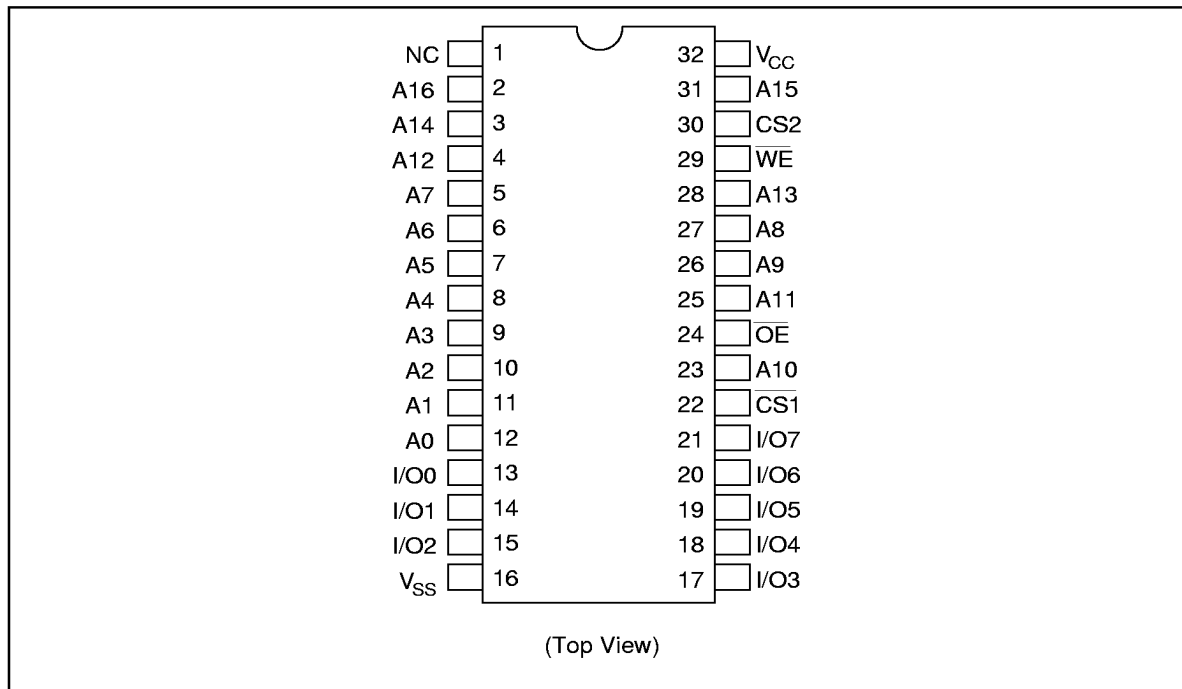 NC 1 32 VCC
A16 2 31 A15
A14 3 30 CS2
A12 4 29 W̅E̅
A7 5 28 A13
A6 6 27 A8
A5 7 26 A9
A4 8 25 A11
A3 9 24 O̅E̅
A2 10 23 A10
A1 11 22 C̅S̅1̅
A0 12 21 I/O7
I/O0 13 20 I/O6
I/O1 14 19 I/O5
I/O2 15 18 I/O4
VSS 16 17 I/O3
(Top View)